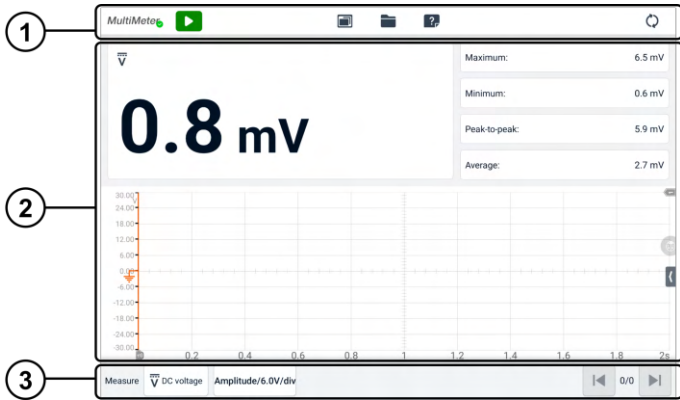 1
MultiMeter
?
V
0.8 mV
Maximum: 6.5 mV
Minimum: 0.6 mV
Peak-to-peak: 5.9 mV
Average: 2.7 mV
2
30.00 V
24.00
18.00
12.00
6.00
0.00
-6.00
-12.00
-18.00
-24.00
-30.00
0.2 0.4 0.6 0.8 1 1.2 1.4 1.6 1.8 2s
3
Measure V DC voltage Amplitude/6.0V/div 0/0